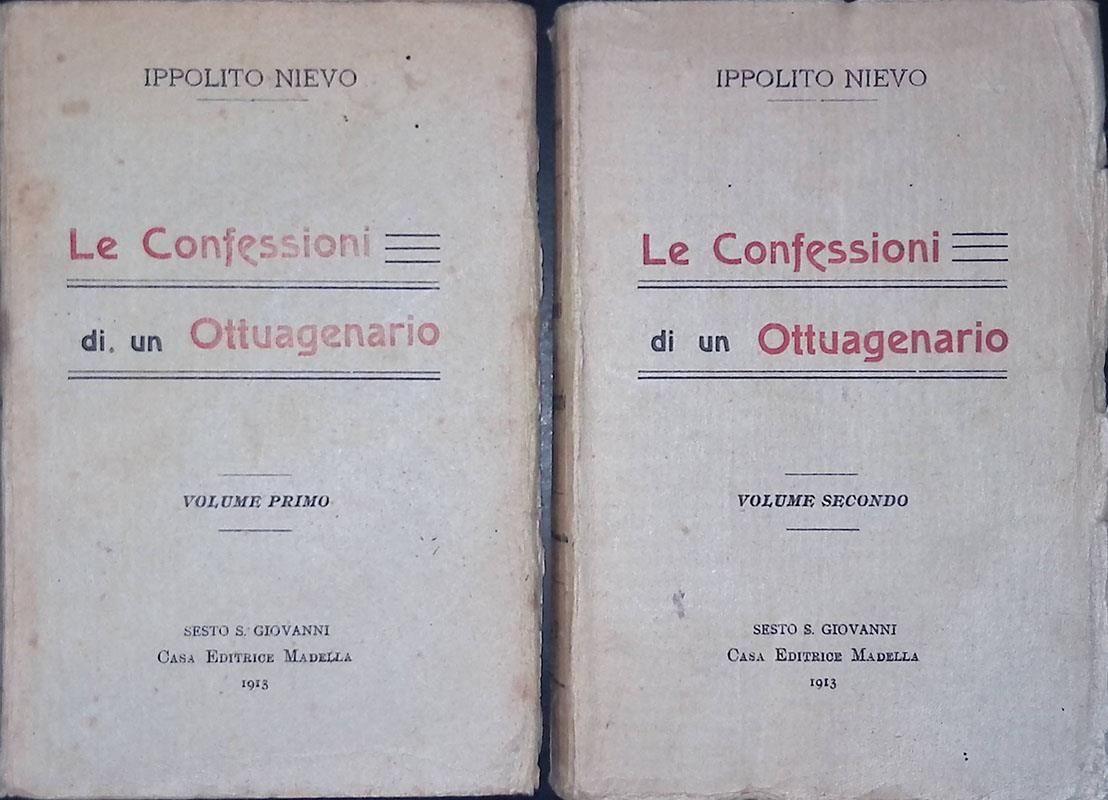 IPPOLITO NIEVO
Le Confessioni
di un Ottuagenario
VOLUME PRIMO
SESTO S. GIOVANNI
CASA EDITRICE MADELLA
1913
IPPOLITO NIEVO
Le Confessioni
di un Ottuagenario
VOLUME SECONDO
SESTO S. GIOVANNI
CASA EDITRICE MADELLA
1913